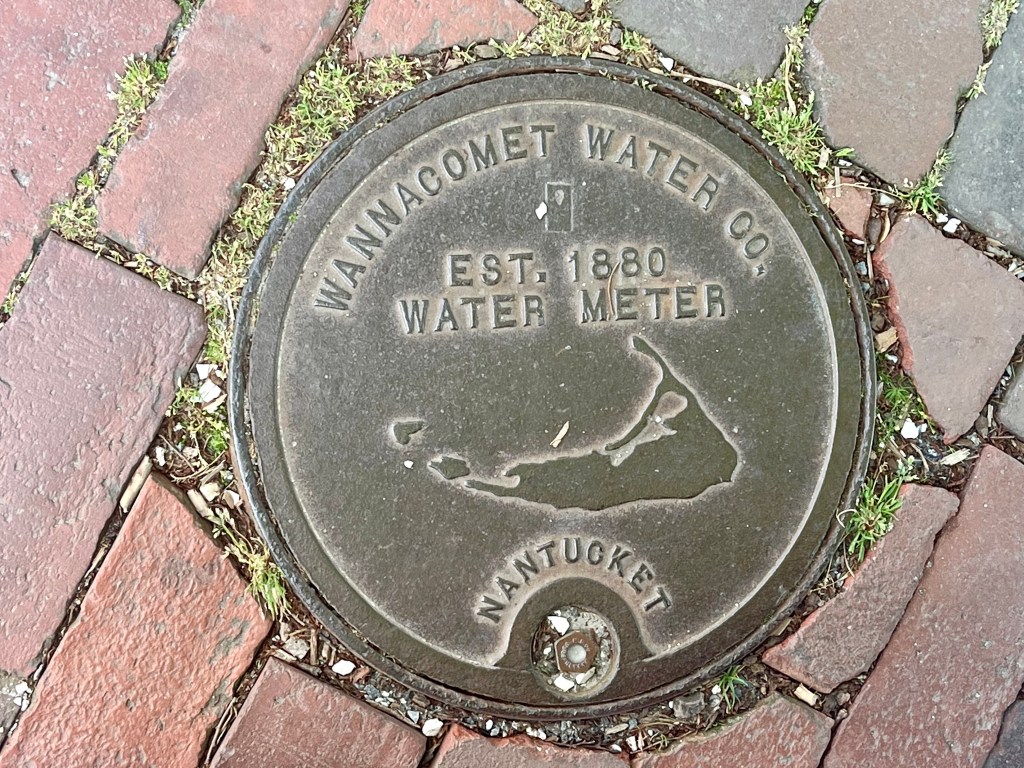 WANNACOMET WATER CO.
EST. 1880
WATER METER
NANTUCKET